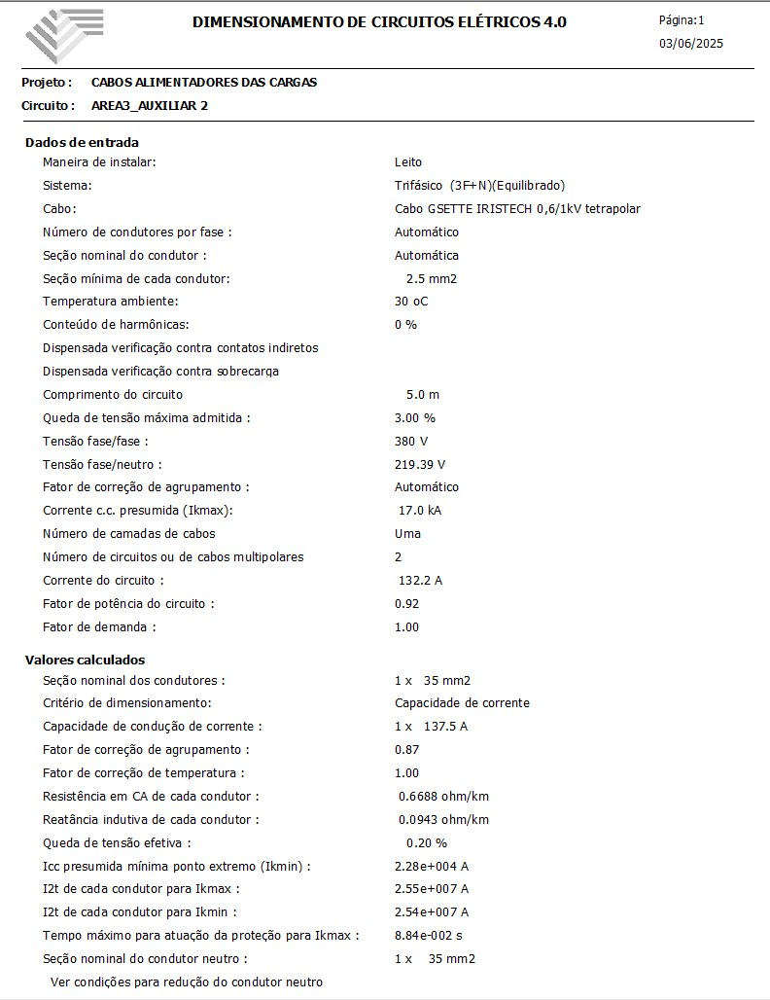 DIMENSIONAMENTO DE CIRCUITOS ELÉTRICOS 4.0
Página:1
03/06/2025
Projeto : CABOS ALIMENTADORES DAS CARGAS
Circuito : AREA3_AUXILIAR 2
Dados de entrada
Maneira de instalar: Leito
Sistema: Trifásico (3F+N)(Equilibrado)
Cabo: Cabo GSETTE IRISTECH 0,6/1kV tetrapolar
Número de condutores por fase : Automático
Seção nominal do condutor : Automática
Seção mínima de cada condutor: 2.5 mm2
Temperatura ambiente: 30 oC
Conteúdo de harmônicas: 0 %
Dispensada verificação contra contatos indiretos
Dispensada verificação contra sobrecarga
Comprimento do circuito 5.0 m
Queda de tensão máxima admitida : 3.00 %
Tensão fase/fase : 380 V
Tensão fase/neutro : 219.39 V
Fator de correção de agrupamento : Automático
Corrente c.c. presumida (Ikmax): 17.0 kA
Número de camadas de cabos Uma
Número de circuitos ou de cabos multipolares 2
Corrente do circuito : 132.2 A
Fator de potência do circuito : 0.92
Fator de demanda : 1.00
Valores calculados
Seção nominal dos condutores : 1 x 35 mm2
Critério de dimensionamento: Capacidade de corrente
Capacidade de condução de corrente : 1 x 137.5 A
Fator de correção de agrupamento : 0.87
Fator de correção de temperatura : 1.00
Resistência em CA de cada condutor : 0.6688 ohm/km
Reatância indutiva de cada condutor : 0.0943 ohm/km
Queda de tensão efetiva : 0.20 %
Icc presumida mínima ponto extremo (Ikmin) : 2.28e+004 A
I2t de cada condutor para Ikmax : 2.55e+007 A
I2t de cada condutor para Ikmin : 2.54e+007 A
Tempo máximo para atuação da proteção para Ikmax : 8.84e-002 s
Seção nominal do condutor neutro : 1 x 35 mm2
Ver condições para redução do condutor neutro